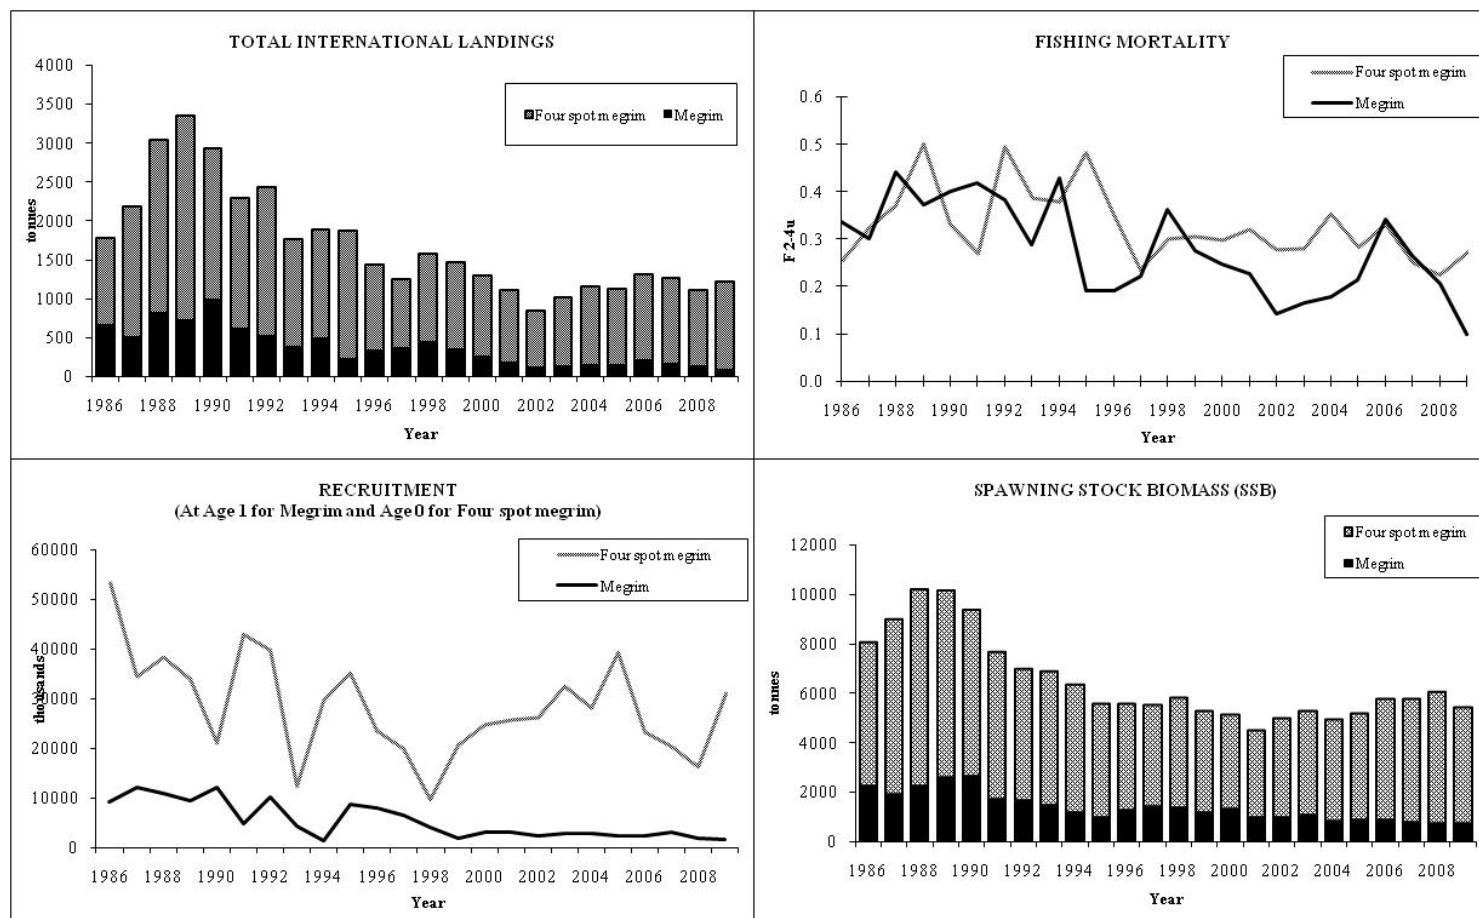 TOTAL INTERNATIONAL LANDINGS
4000
3500
3000
2500
2000
1500
1000
500
0
tonnes
Four spot megrim Megrim
1986 1988 1990 1992 1994 1996 1998 2000 2002 2004 2006 2008
Year
FISHING MORTALITY
Four spot megrim
Megrim
0.6
0.5
0.4
0.3
0.2
0.1
0.0
F 2-4u
1986 1988 1990 1992 1994 1996 1998 2000 2002 2004 2006 2008
Year
RECRUITMENT
(At Age 1 for Megrim and Age 0 for Four spot megrim)
Four spot megrim
Megrim
60000
50000
40000
30000
20000
10000
0
thousands
1986 1988 1990 1992 1994 1996 1998 2000 2002 2004 2006 2008
Year
SPAWNING STOCK BIOMASS (SSB)
Four spot megrim
Megrim
12000
10000
8000
6000
4000
2000
0
tonnes
1986 1988 1990 1992 1994 1996 1998 2000 2002 2004 2006 2008
Year